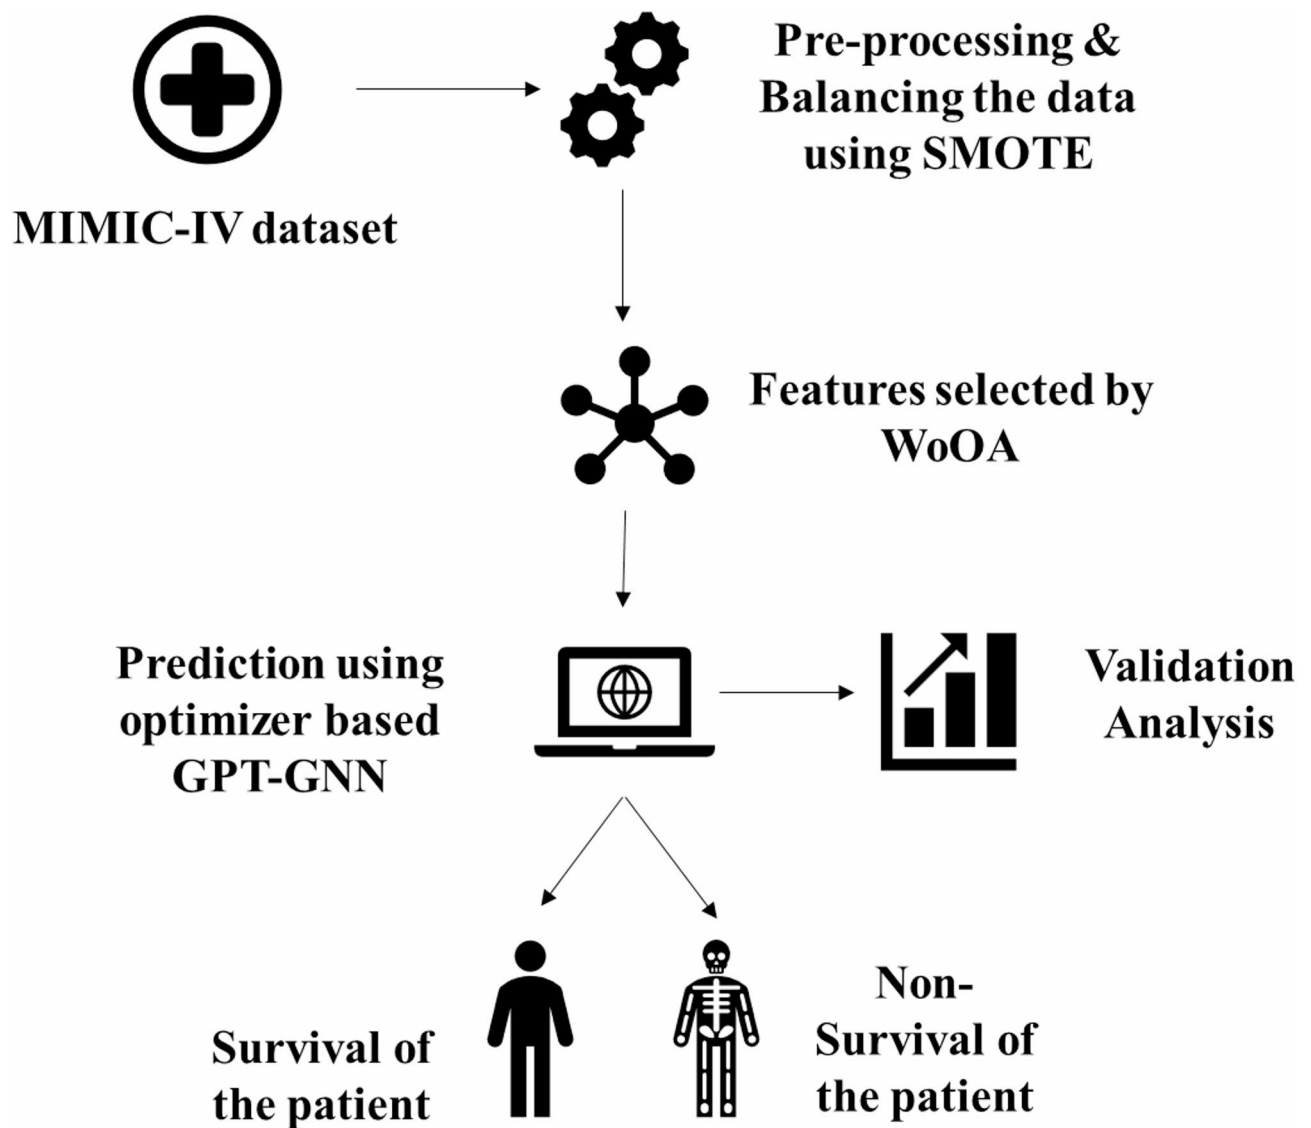 Pre-processing &
Balancing the data
using SMOTE
MIMIC-IV dataset
Features selected by
WoOA
Prediction using
optimizer based
GPT-GNN
Validation
Analysis
Survival of
the patient
Non-
Survival of
the patient